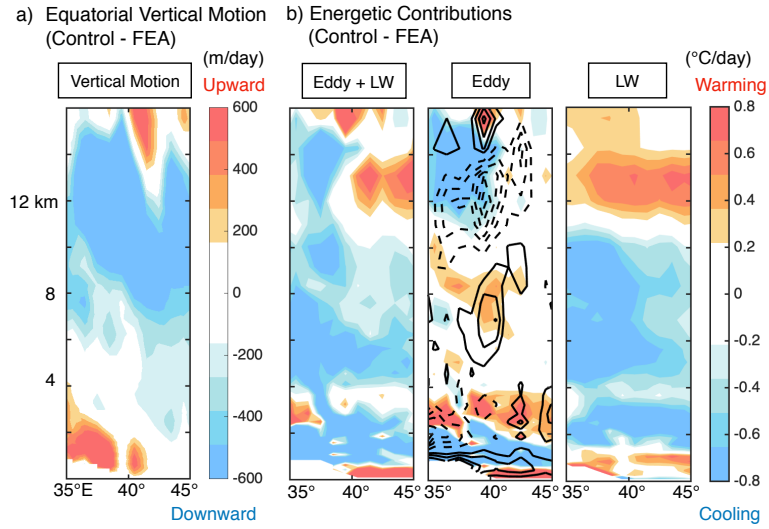 a) Equatorial Vertical Motion
(Control - FEA)
b) Energetic Contributions
(Control - FEA)
(m/day)
(°C/day)
Vertical Motion
Upward
Eddy + LW
Eddy
LW
Warming
600
400
200
0
-200
-400
-600
0.8
0.6
0.4
0.2
0
-0.2
-0.4
-0.6
-0.8
12 km
8
4
35°E
40°
45°
35°
40°
45°
35°
40°
45°
35°
40°
45°
Downward
Cooling